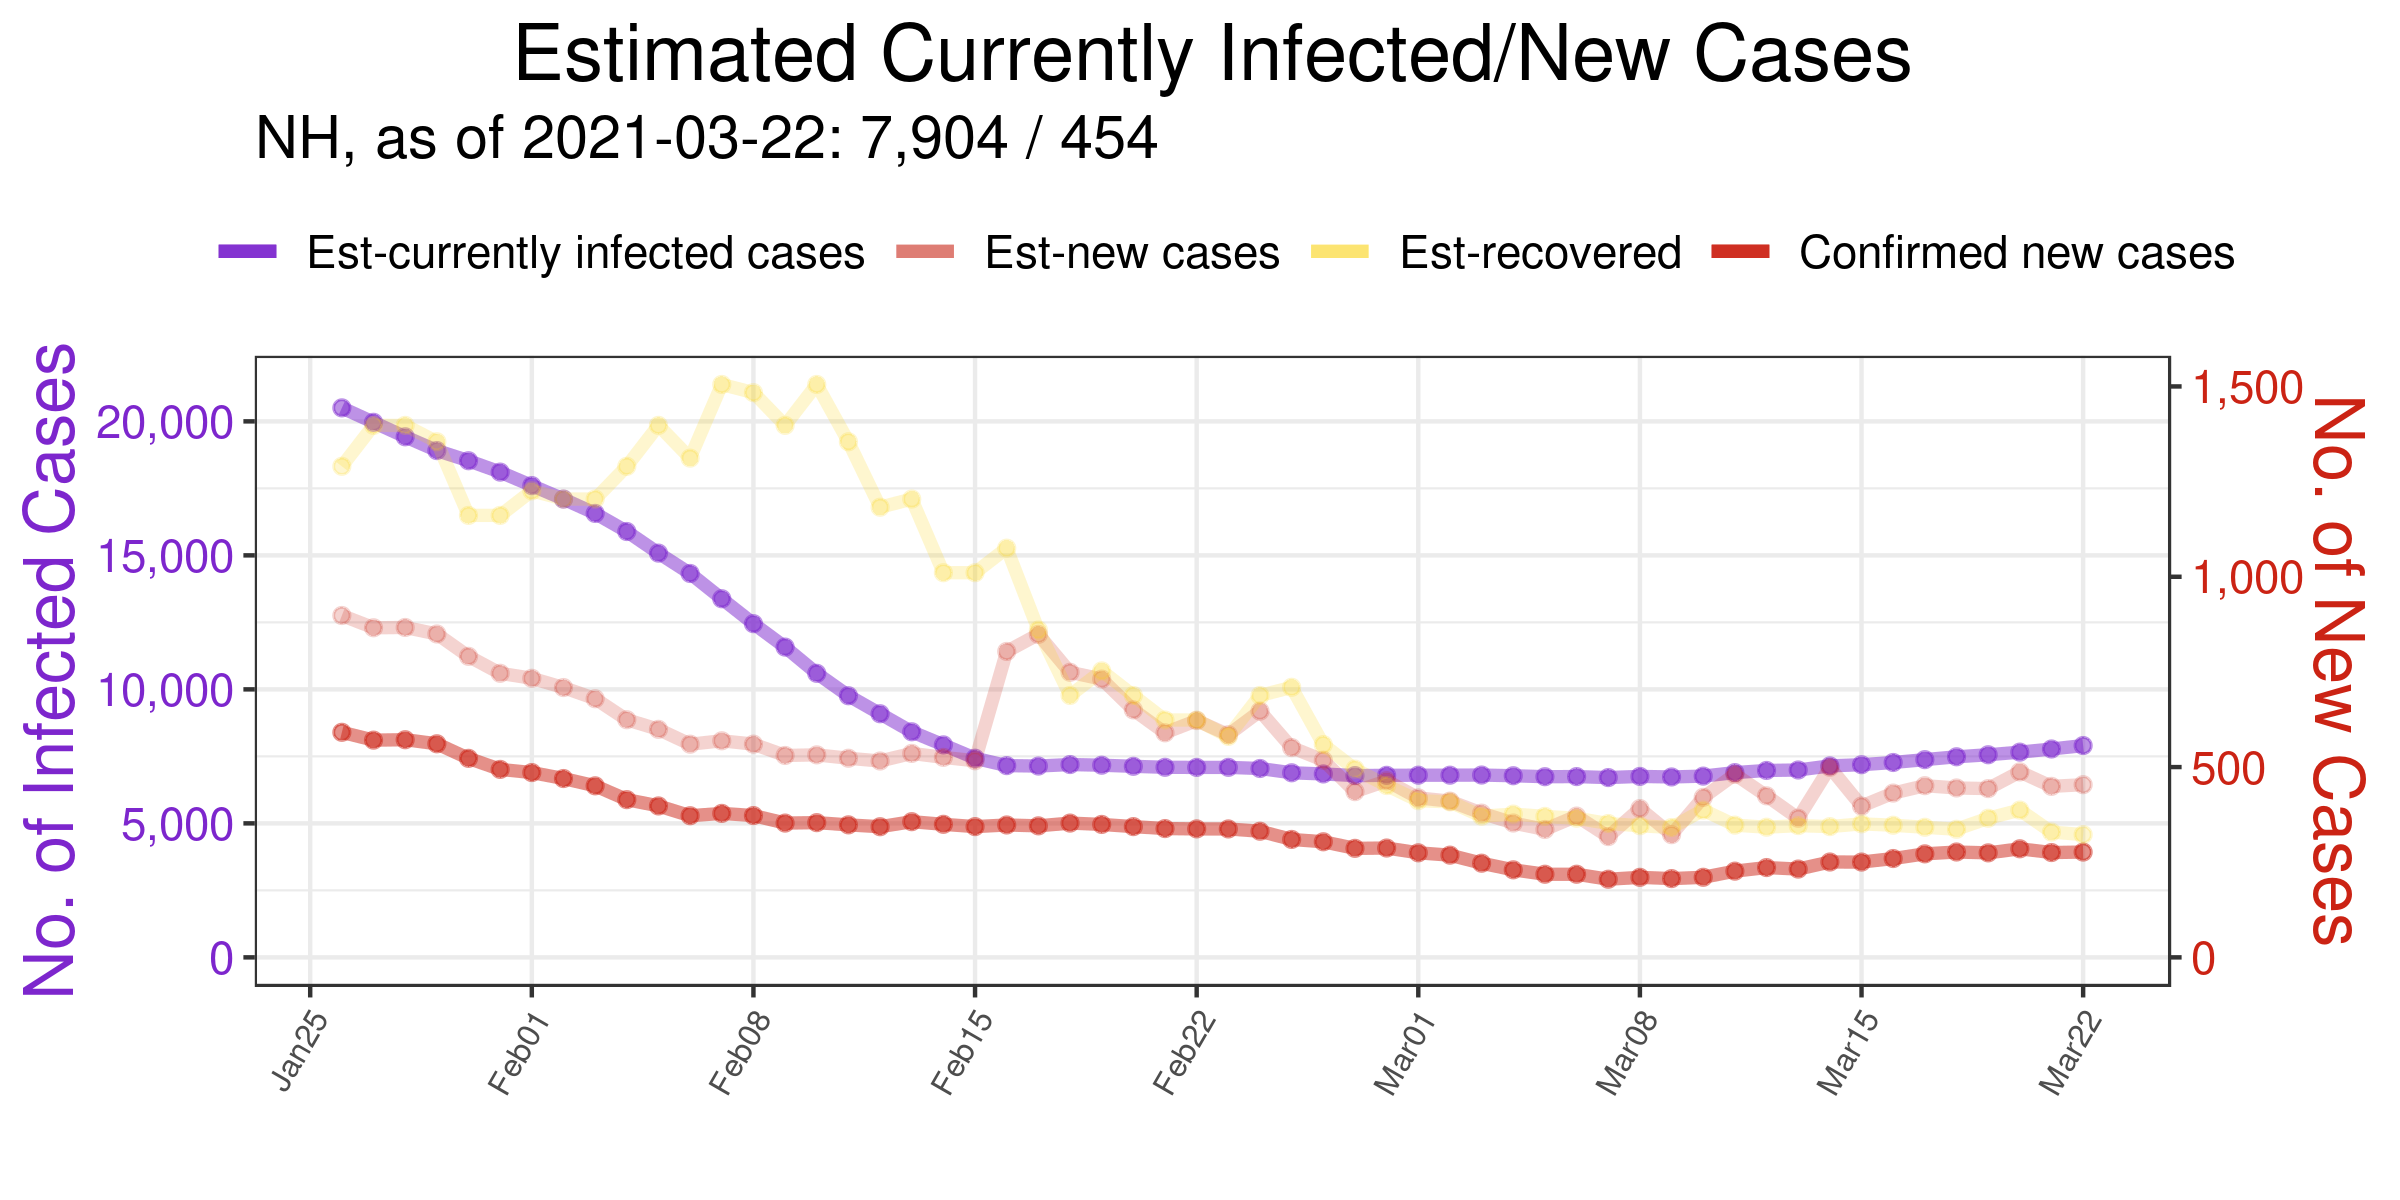 Estimated Currently Infected/New Cases
NH, as of 2021-03-22: 7,904 / 454
Est-currently infected cases Est-new cases Est-recovered Confirmed new cases
No. of Infected Cases
20,000
15,000
10,000
5,000
0
1,500
1,000
500
0
No. of New Cases
Jan25 Feb01 Feb08 Feb15 Feb22 Mar01 Mar08 Mar15 Mar22